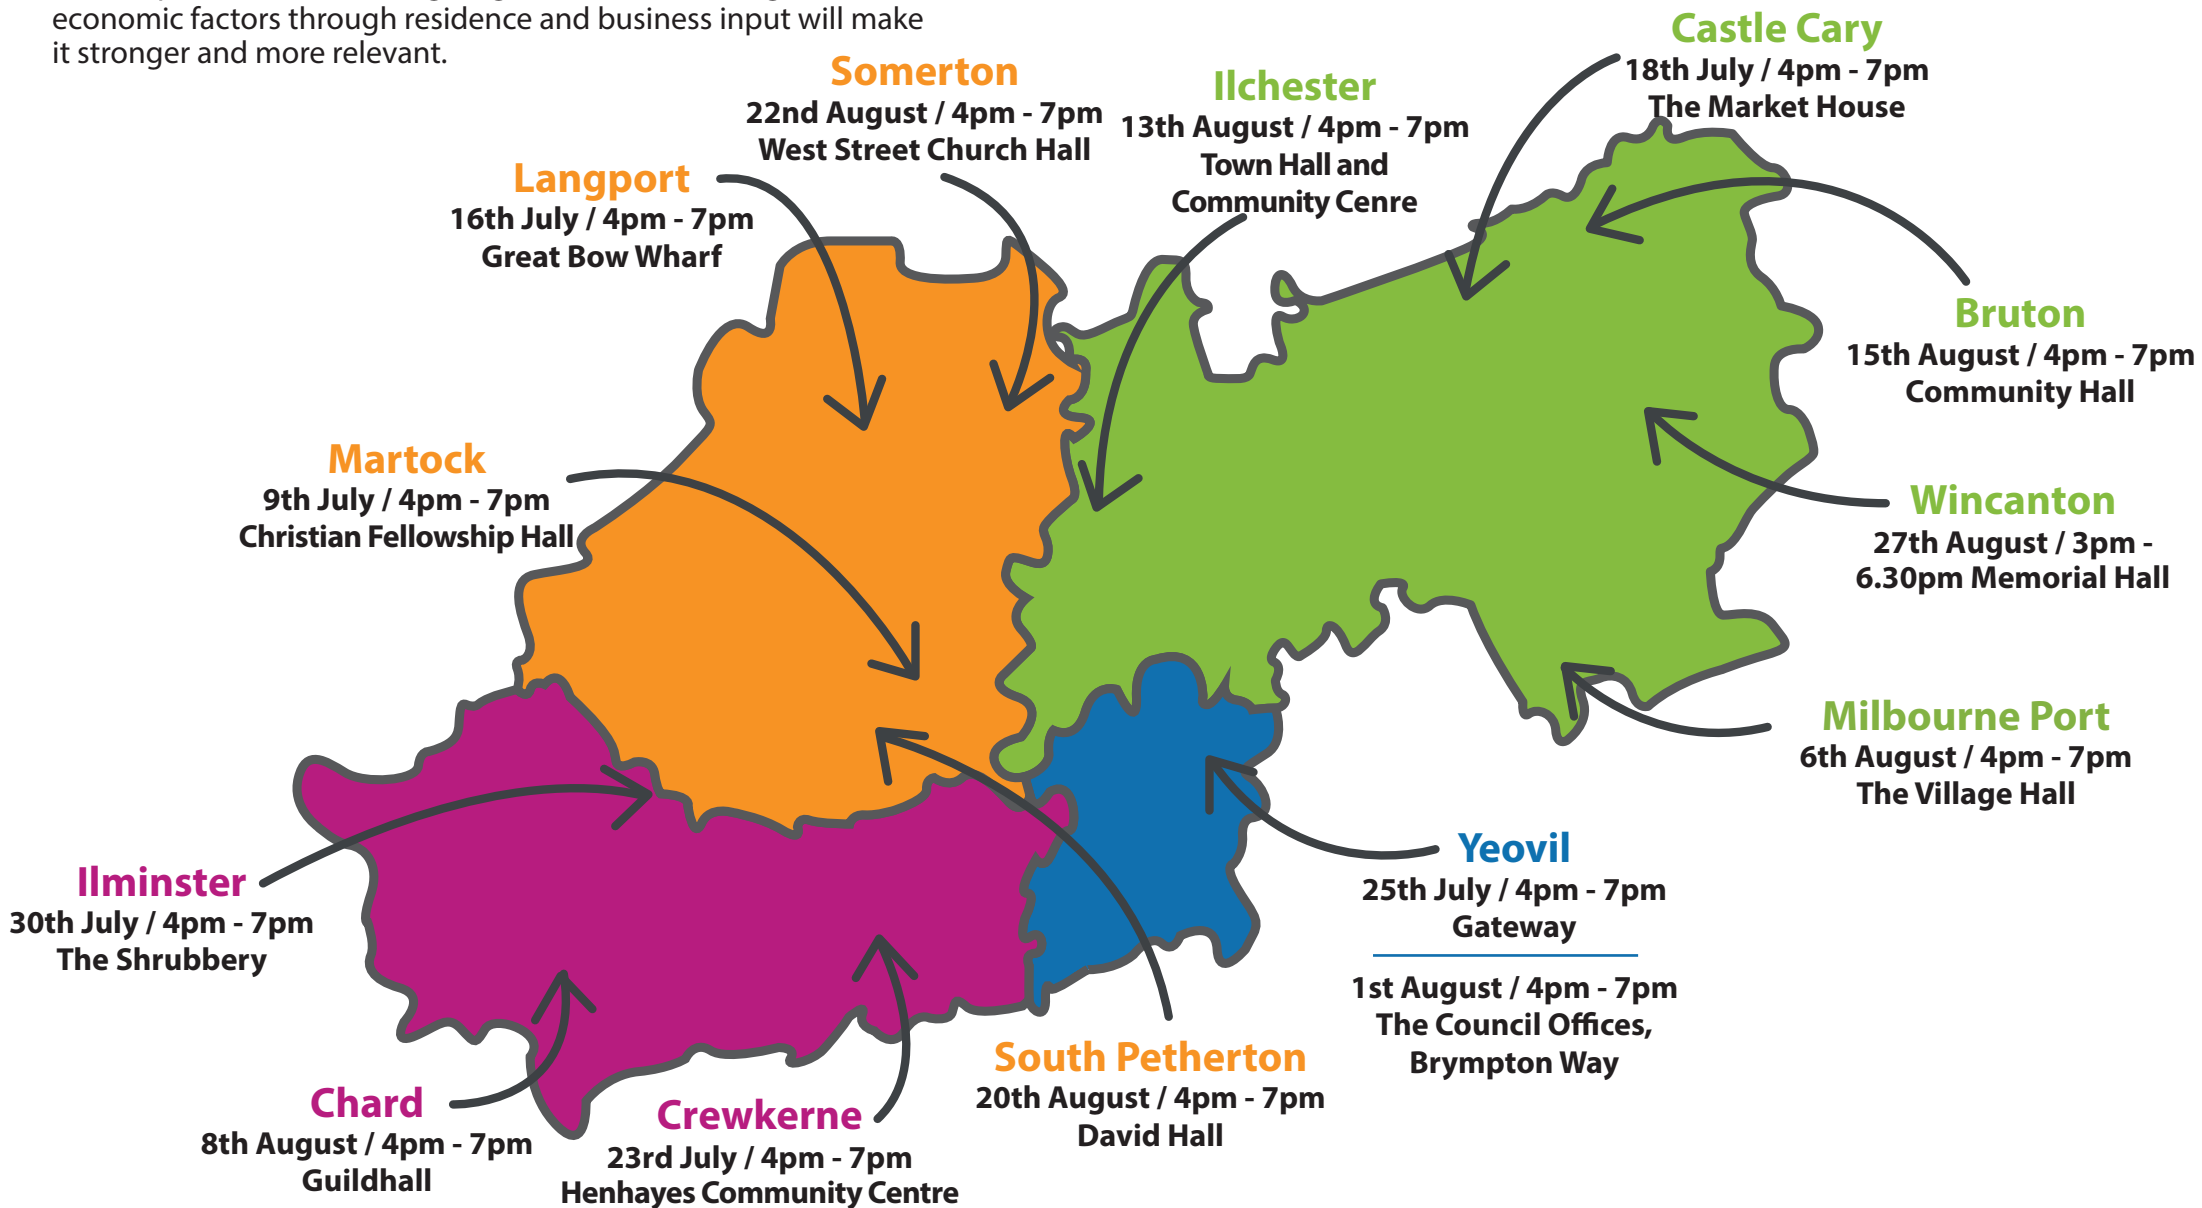 economic factors through residence and business input will make
it stronger and more relevant.
Somerton
22nd August / 4pm - 7pm
West Street Church Hall
Ilchester
13th August / 4pm - 7pm
Town Hall and
Community Cenre
Castle Cary
18th July / 4pm - 7pm
The Market House
Langport
16th July / 4pm - 7pm
Great Bow Wharf
Bruton
15th August / 4pm - 7pm
Community Hall
Martock
9th July / 4pm - 7pm
Christian Fellowship Hall
Wincanton
27th August / 3pm -
6.30pm Memorial Hall
Milbourne Port
6th August / 4pm - 7pm
The Village Hall
Ilminster
30th July / 4pm - 7pm
The Shrubbery
Yeovil
25th July / 4pm - 7pm
Gateway
1st August / 4pm - 7pm
The Council Offices,
Brympton Way
Chard
8th August / 4pm - 7pm
Guildhall
Crewkerne
23rd July / 4pm - 7pm
Henhayes Community Centre
South Petherton
20th August / 4pm - 7pm
David Hall